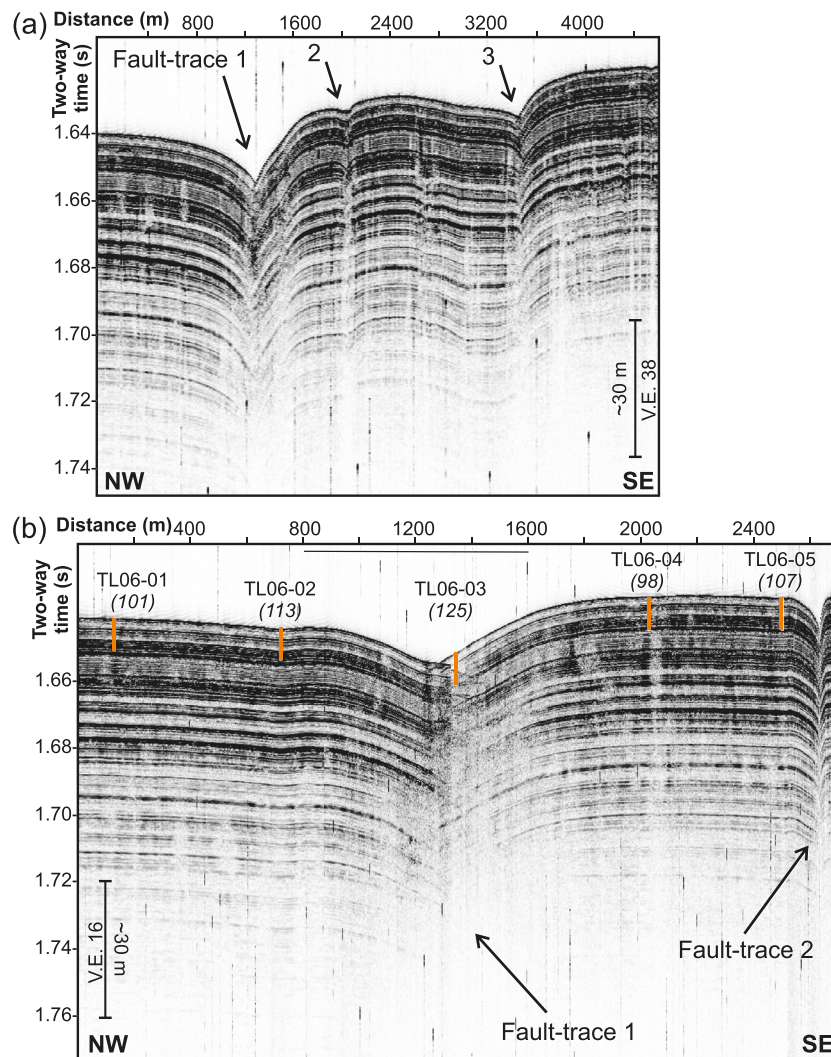 (a) Distance (m) 800 1600 2400 3200 4000
Two-way
time (s)
Fault-trace 1 2 3
1.64
1.66
1.68
1.70
1.72
1.74
~30 m
V.E. 38
NW SE
(b) Distance (m) 400 800 1200 1600 2000 2400
Two-way
time (s)
TL06-01 TL06-02 TL06-03 TL06-04 TL06-05
(101) (113) (125) (98) (107)
1.66
1.68
1.70
1.72
1.74
1.76
V.E. 16
~30 m
Fault-trace 2
Fault-trace 1
NW SE